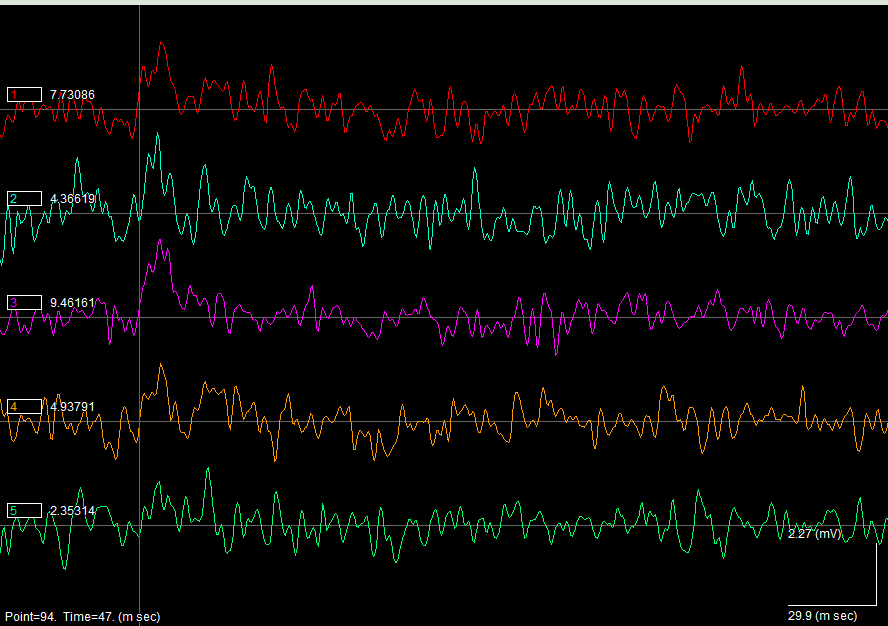 1 7.73086
2 4.36619
3 9.46161
4 4.93791
5 2.35314
2.27 (mV)
29.9 (m sec)
Point=94. Time=47. (m sec)